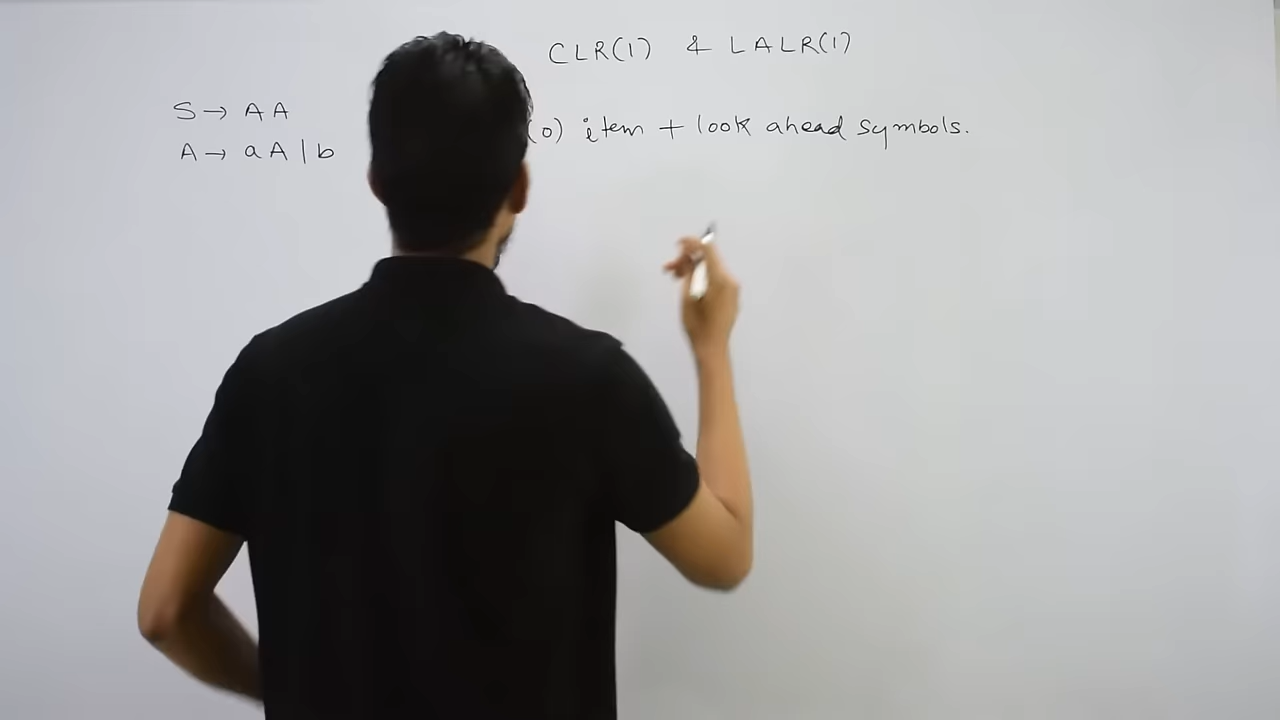 CLR(1) & LALR(1)
S → AA
(0) item + look ahead symbols.
A → aA | b